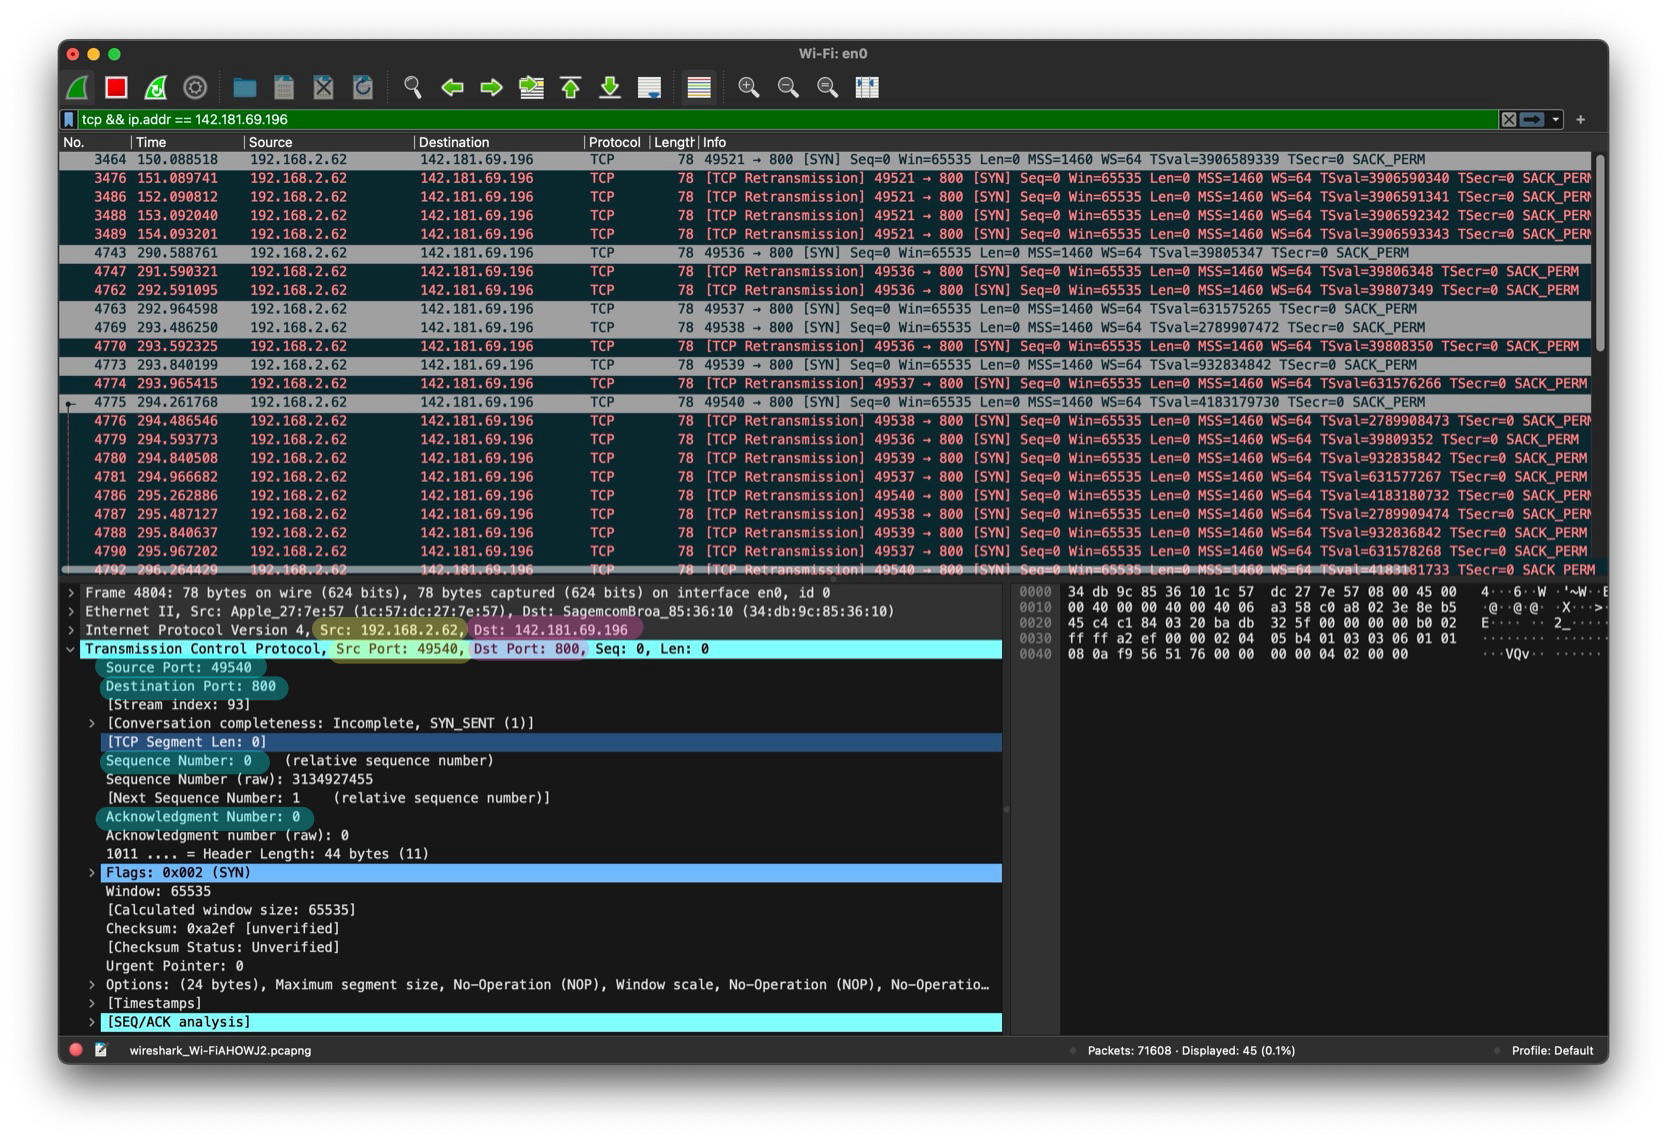 Wi-Fi: en0
tcp && ip.addr == 142.181.69.196
No. Time Source Destination Protocol Length Info
3464 150.088518 192.168.2.62 142.181.69.196 TCP 78 49521 → 800 [SYN] Seq=0 Win=65535 Len=0 MSS=1460 WS=64 TSval=3906589339 TSecr=0 SACK_PERM
3476 151.089741 192.168.2.62 142.181.69.196 TCP 78 [TCP Retransmission] 49521 → 800 [SYN] Seq=0 Win=65535 Len=0 MSS=1460 WS=64 TSval=3906590340 TSecr=0 SACK_PERM
3486 152.090812 192.168.2.62 142.181.69.196 TCP 78 [TCP Retransmission] 49521 → 800 [SYN] Seq=0 Win=65535 Len=0 MSS=1460 WS=64 TSval=3906591341 TSecr=0 SACK_PERM
3488 153.092040 192.168.2.62 142.181.69.196 TCP 78 [TCP Retransmission] 49521 → 800 [SYN] Seq=0 Win=65535 Len=0 MSS=1460 WS=64 TSval=3906592342 TSecr=0 SACK_PERM
3489 154.093201 192.168.2.62 142.181.69.196 TCP 78 [TCP Retransmission] 49521 → 800 [SYN] Seq=0 Win=65535 Len=0 MSS=1460 WS=64 TSval=3906593343 TSecr=0 SACK_PERM
4743 290.588761 192.168.2.62 142.181.69.196 TCP 78 49536 → 800 [SYN] Seq=0 Win=65535 Len=0 MSS=1460 WS=64 TSval=39805347 TSecr=0 SACK_PERM
4747 291.590321 192.168.2.62 142.181.69.196 TCP 78 [TCP Retransmission] 49536 → 800 [SYN] Seq=0 Win=65535 Len=0 MSS=1460 WS=64 TSval=39806348 TSecr=0 SACK_PERM
4762 292.591095 192.168.2.62 142.181.69.196 TCP 78 [TCP Retransmission] 49536 → 800 [SYN] Seq=0 Win=65535 Len=0 MSS=1460 WS=64 TSval=39807349 TSecr=0 SACK_PERM
4763 292.964598 192.168.2.62 142.181.69.196 TCP 78 49537 → 800 [SYN] Seq=0 Win=65535 Len=0 MSS=1460 WS=64 TSval=631575265 TSecr=0 SACK_PERM
4769 293.486250 192.168.2.62 142.181.69.196 TCP 78 49538 → 800 [SYN] Seq=0 Win=65535 Len=0 MSS=1460 WS=64 TSval=2789907472 TSecr=0 SACK_PERM
4770 293.592325 192.168.2.62 142.181.69.196 TCP 78 [TCP Retransmission] 49536 → 800 [SYN] Seq=0 Win=65535 Len=0 MSS=1460 WS=64 TSval=39808350 TSecr=0 SACK_PERM
4773 293.840199 192.168.2.62 142.181.69.196 TCP 78 49539 → 800 [SYN] Seq=0 Win=65535 Len=0 MSS=1460 WS=64 TSval=932834842 TSecr=0 SACK_PERM
4774 293.965415 192.168.2.62 142.181.69.196 TCP 78 [TCP Retransmission] 49537 → 800 [SYN] Seq=0 Win=65535 Len=0 MSS=1460 WS=64 TSval=631576266 TSecr=0 SACK_PERM
4775 294.261768 192.168.2.62 142.181.69.196 TCP 78 49540 → 800 [SYN] Seq=0 Win=65535 Len=0 MSS=1460 WS=64 TSval=4183179730 TSecr=0 SACK_PERM
4776 294.486546 192.168.2.62 142.181.69.196 TCP 78 [TCP Retransmission] 49538 → 800 [SYN] Seq=0 Win=65535 Len=0 MSS=1460 WS=64 TSval=2789908473 TSecr=0 SACK_PERM
4779 294.593773 192.168.2.62 142.181.69.196 TCP 78 [TCP Retransmission] 49536 → 800 [SYN] Seq=0 Win=65535 Len=0 MSS=1460 WS=64 TSval=39809352 TSecr=0 SACK_PERM
4780 294.840508 192.168.2.62 142.181.69.196 TCP 78 [TCP Retransmission] 49539 → 800 [SYN] Seq=0 Win=65535 Len=0 MSS=1460 WS=64 TSval=932835842 TSecr=0 SACK_PERM
4781 294.966682 192.168.2.62 142.181.69.196 TCP 78 [TCP Retransmission] 49537 → 800 [SYN] Seq=0 Win=65535 Len=0 MSS=1460 WS=64 TSval=631577267 TSecr=0 SACK_PERM
4786 295.262886 192.168.2.62 142.181.69.196 TCP 78 [TCP Retransmission] 49540 → 800 [SYN] Seq=0 Win=65535 Len=0 MSS=1460 WS=64 TSval=4183180732 TSecr=0 SACK_PERM
4787 295.487127 192.168.2.62 142.181.69.196 TCP 78 [TCP Retransmission] 49538 → 800 [SYN] Seq=0 Win=65535 Len=0 MSS=1460 WS=64 TSval=2789909474 TSecr=0 SACK_PERM
4788 295.840637 192.168.2.62 142.181.69.196 TCP 78 [TCP Retransmission] 49539 → 800 [SYN] Seq=0 Win=65535 Len=0 MSS=1460 WS=64 TSval=932836842 TSecr=0 SACK_PERM
4790 295.967202 192.168.2.62 142.181.69.196 TCP 78 [TCP Retransmission] 49537 → 800 [SYN] Seq=0 Win=65535 Len=0 MSS=1460 WS=64 TSval=631578268 TSecr=0 SACK_PERM
4792 296.264429 192.168.2.62 142.181.69.196 TCP 78 [TCP Retransmission] 49540 → 800 [SYN] Seq=0 Win=65535 Len=0 MSS=1460 WS=64 TSval=4183181733 TSecr=0 SACK_PERM
Frame 4804: 78 bytes on wire (624 bits), 78 bytes captured (624 bits) on interface en0, id 0
Ethernet II, Src: Apple_27:7e:57 (1c:57:dc:27:7e:57), Dst: SagemcomBroa_85:36:10 (34:db:9c:85:36:10)
Internet Protocol Version 4, Src: 192.168.2.62, Dst: 142.181.69.196
Transmission Control Protocol, Src Port: 49540, Dst Port: 800, Seq: 0, Len: 0
Source Port: 49540
Destination Port: 800
[Stream index: 93]
[Conversation completeness: Incomplete, SYN_SENT (1)]
[TCP Segment Len: 0]
Sequence Number: 0 (relative sequence number)
Sequence Number (raw): 3134927455
[Next Sequence Number: 1 (relative sequence number)]
Acknowledgment Number: 0
Acknowledgment number (raw): 0
1011 .... = Header Length: 44 bytes (11)
Flags: 0x002 (SYN)
Window: 65535
[Calculated window size: 65535]
Checksum: 0xa2ef [unverified]
[Checksum Status: Unverified]
Urgent Pointer: 0
Options: (24 bytes), Maximum segment size, No-Operation (NOP), Window scale, No-Operation (NOP), No-Operatio…
[Timestamps]
[SEQ/ACK analysis]
0000 34 db 9c 85 36 10 1c 57 dc 27 7e 57 08 00 45 00 4···6··W ·'~W··E
0010 00 40 00 00 40 00 40 06 a3 58 c0 a8 02 3e 8e b5 ·@··@·@· ·X···>·
0020 45 c4 c1 84 03 20 ba db 32 5f 00 00 00 00 b0 02 E···· ·· 2_······
0030 ff ff a2 ef 00 00 02 04 05 b4 01 03 03 06 01 01 ········ ········
0040 08 0a f9 56 51 76 00 00 00 00 04 02 00 00 ···VQv·· ······
wireshark_Wi-FiAHOWJ2.pcapng
Packets: 71608 · Displayed: 45 (0.1%)
Profile: Default